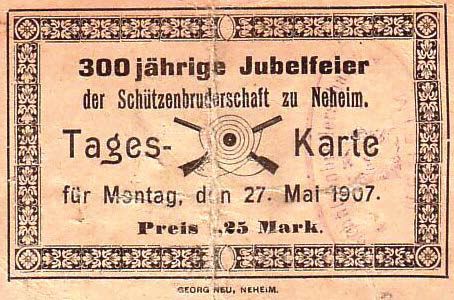 300 jährige Jubelfeier
der Schützenbruderschaft zu Neheim.
Tages- Karte
für Montag, den 27. Mai 1907.
Preis 1,25 Mark.
GEORG NEU, NEHEIM.